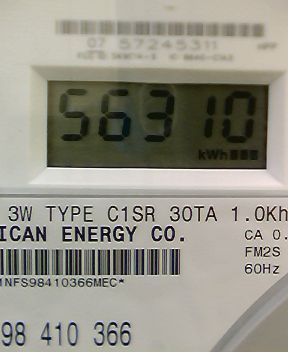 07 57245311
56310
kWh
3W TYPE C1SR 30TA 1.0Kh
ICAN ENERGY CO.
CA 0.
FM2S
60Hz
NFS98410366MEC*
98 410 366